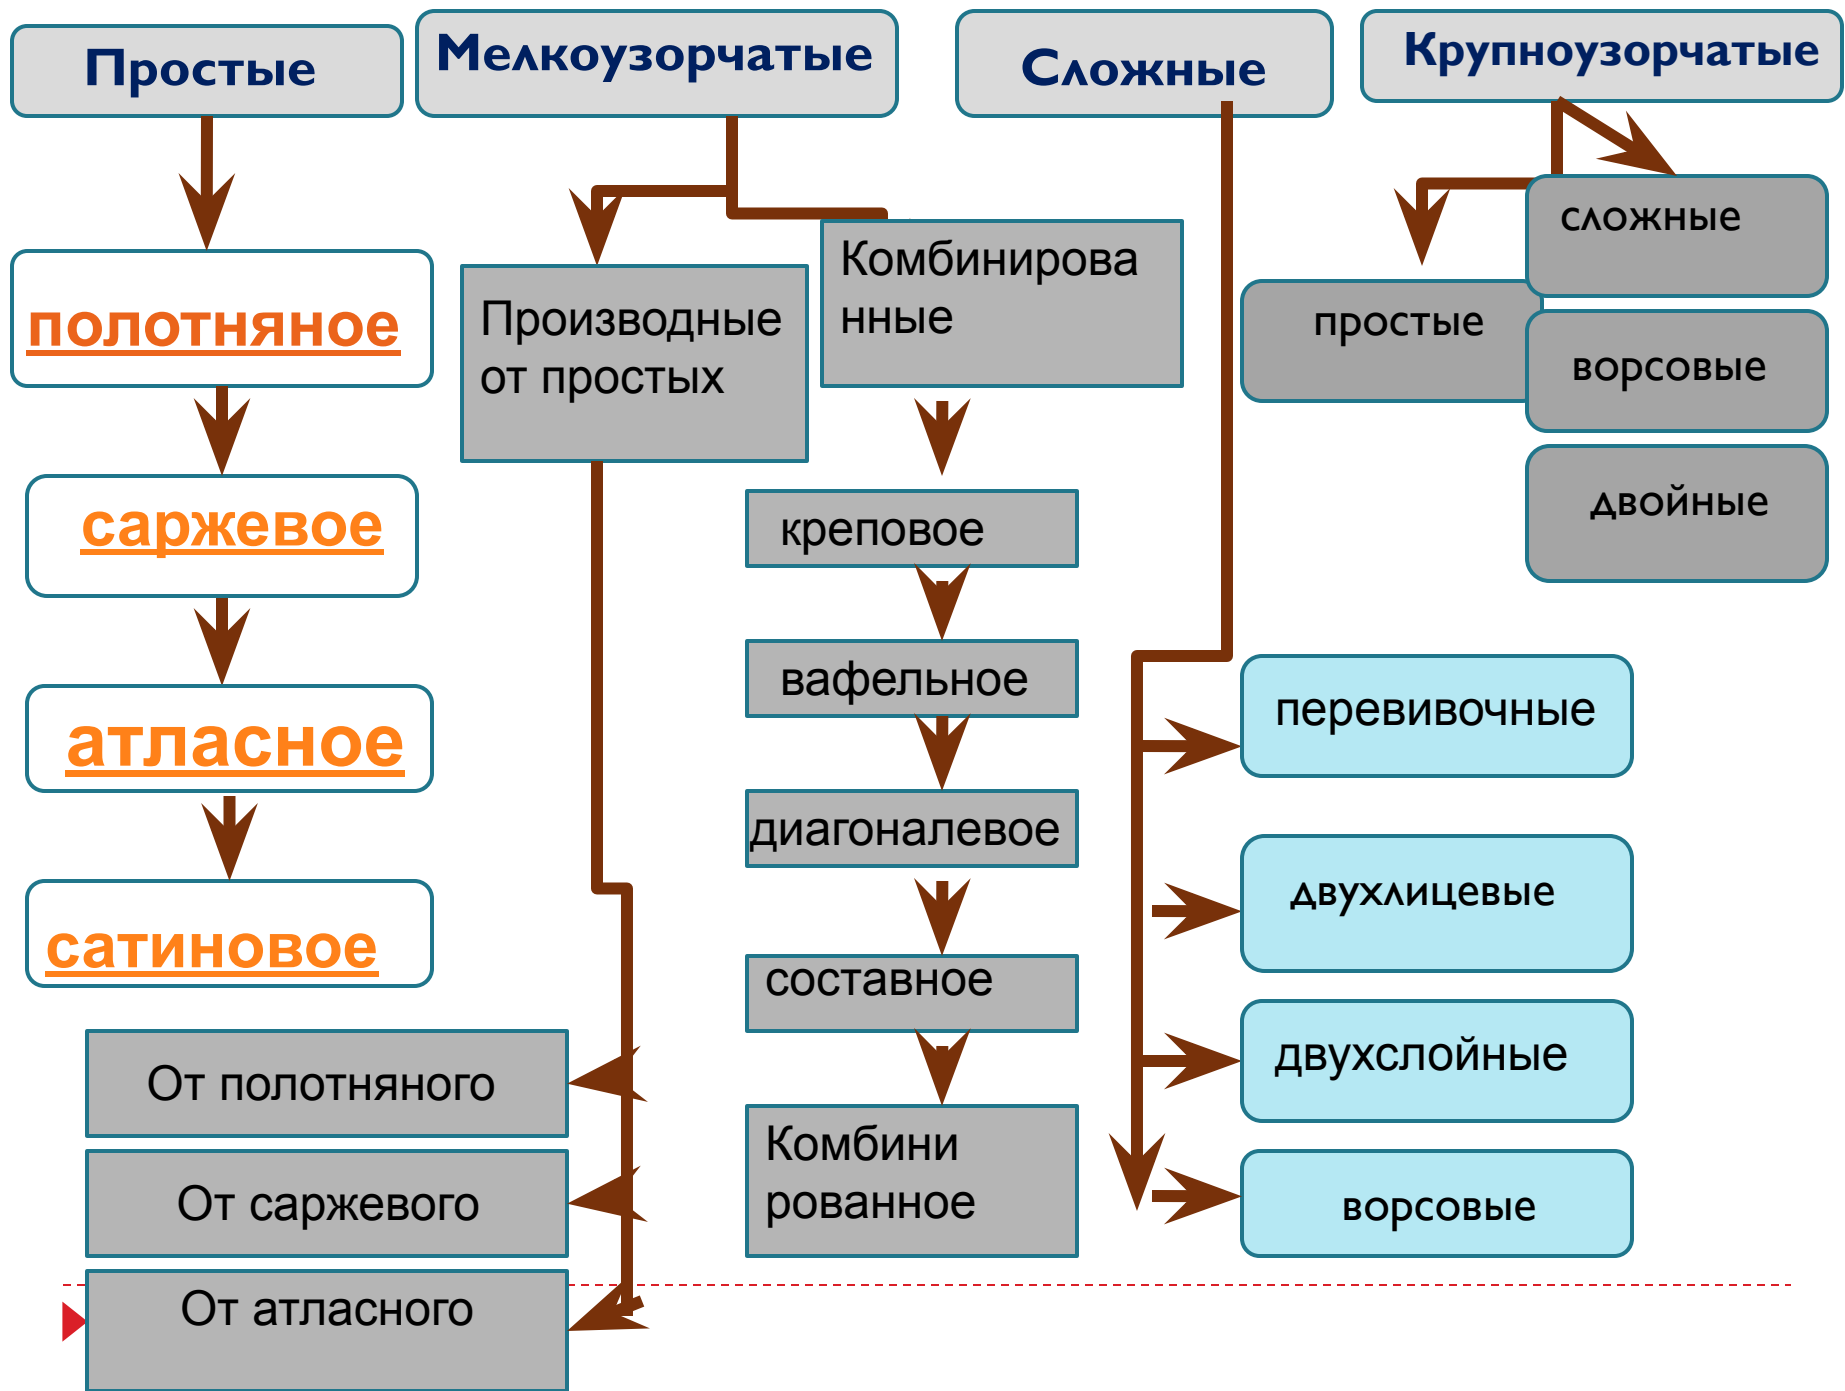 Простые
Мелкоузорчатые
Сложные
Крупноузорчатые
полотняное
саржевое
атласное
сатиновое
Производные
от простых
От полотняного
От саржевого
От атласного
Комбинирова
нные
креповое
вафельное
диагоналевое
составное
Комбини
рованное
перевивочные
двухлицевые
двухслойные
ворсовые
простые
сложные
ворсовые
двойные